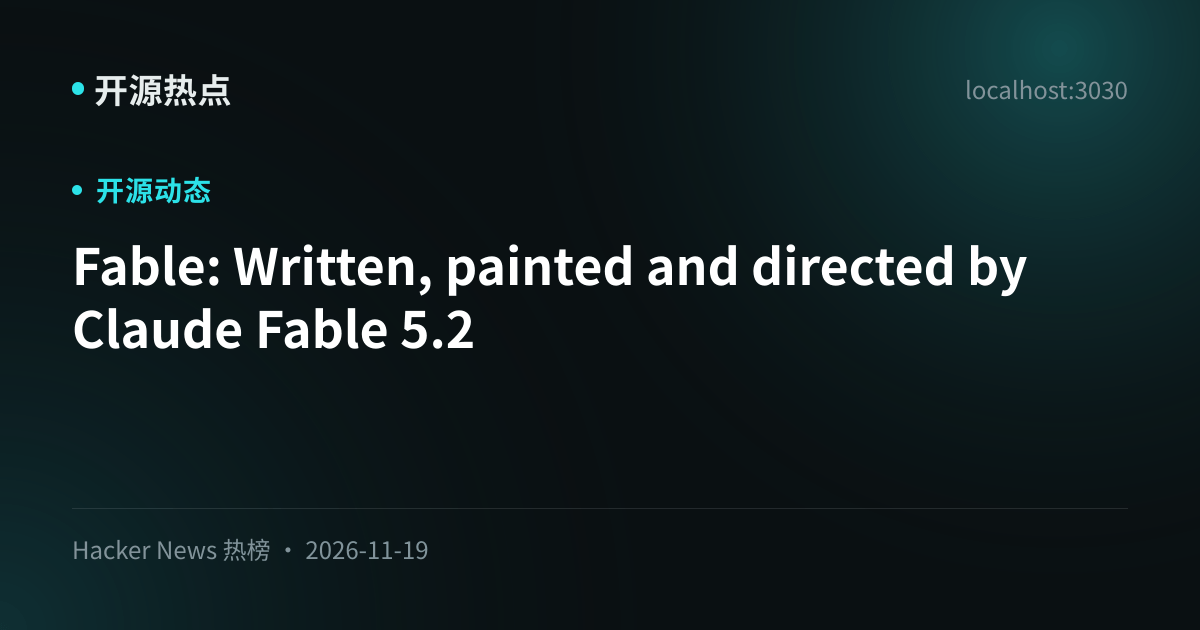 开源热点
localhost:3030
开源动态
Fable: Written, painted and directed by
Claude Fable 5.2
Hacker News 热榜 · 2026-11-19